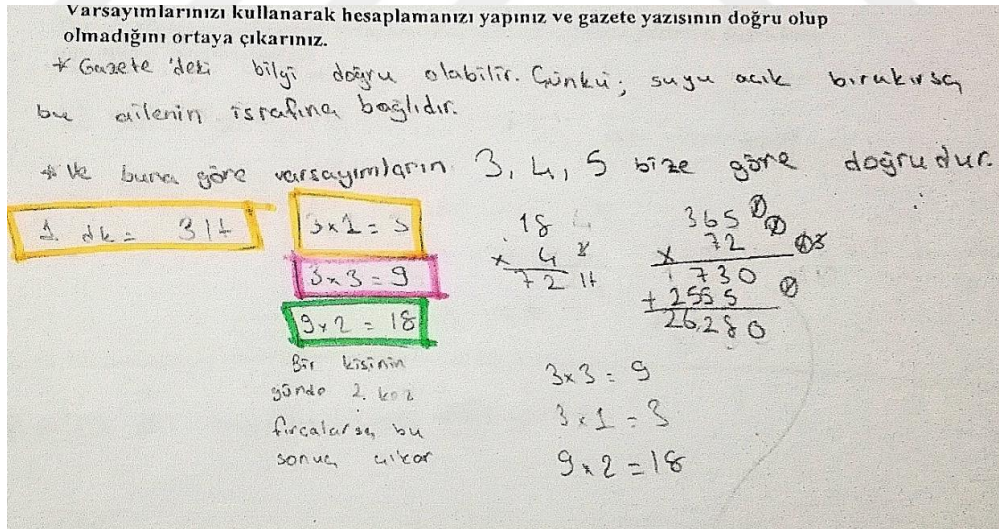 Varsayımlarınızı kullanarak hesaplamanızı yapınız ve gazete yazısının doğru olup
olmadığını ortaya çıkarınız.
* Gazete'deki bilgi doğru olabilir. Çünkü; suyu açık bırakırsa
bu ailenin israfına bağlıdır.
* Ve buna göre varsayımların 3, 4, 5 bize göre doğrudur.
1 dk = 3 lt
3x1 = 3
3x3 = 9
9x2 = 18
Bir kişinin
günde 2 kez
fırçalarsa bu
sonuç çıkar
18
x 4
72 lt
365
x 72
730
+ 2555
26,280
3x3 = 9
3x1 = 3
9x2 = 18